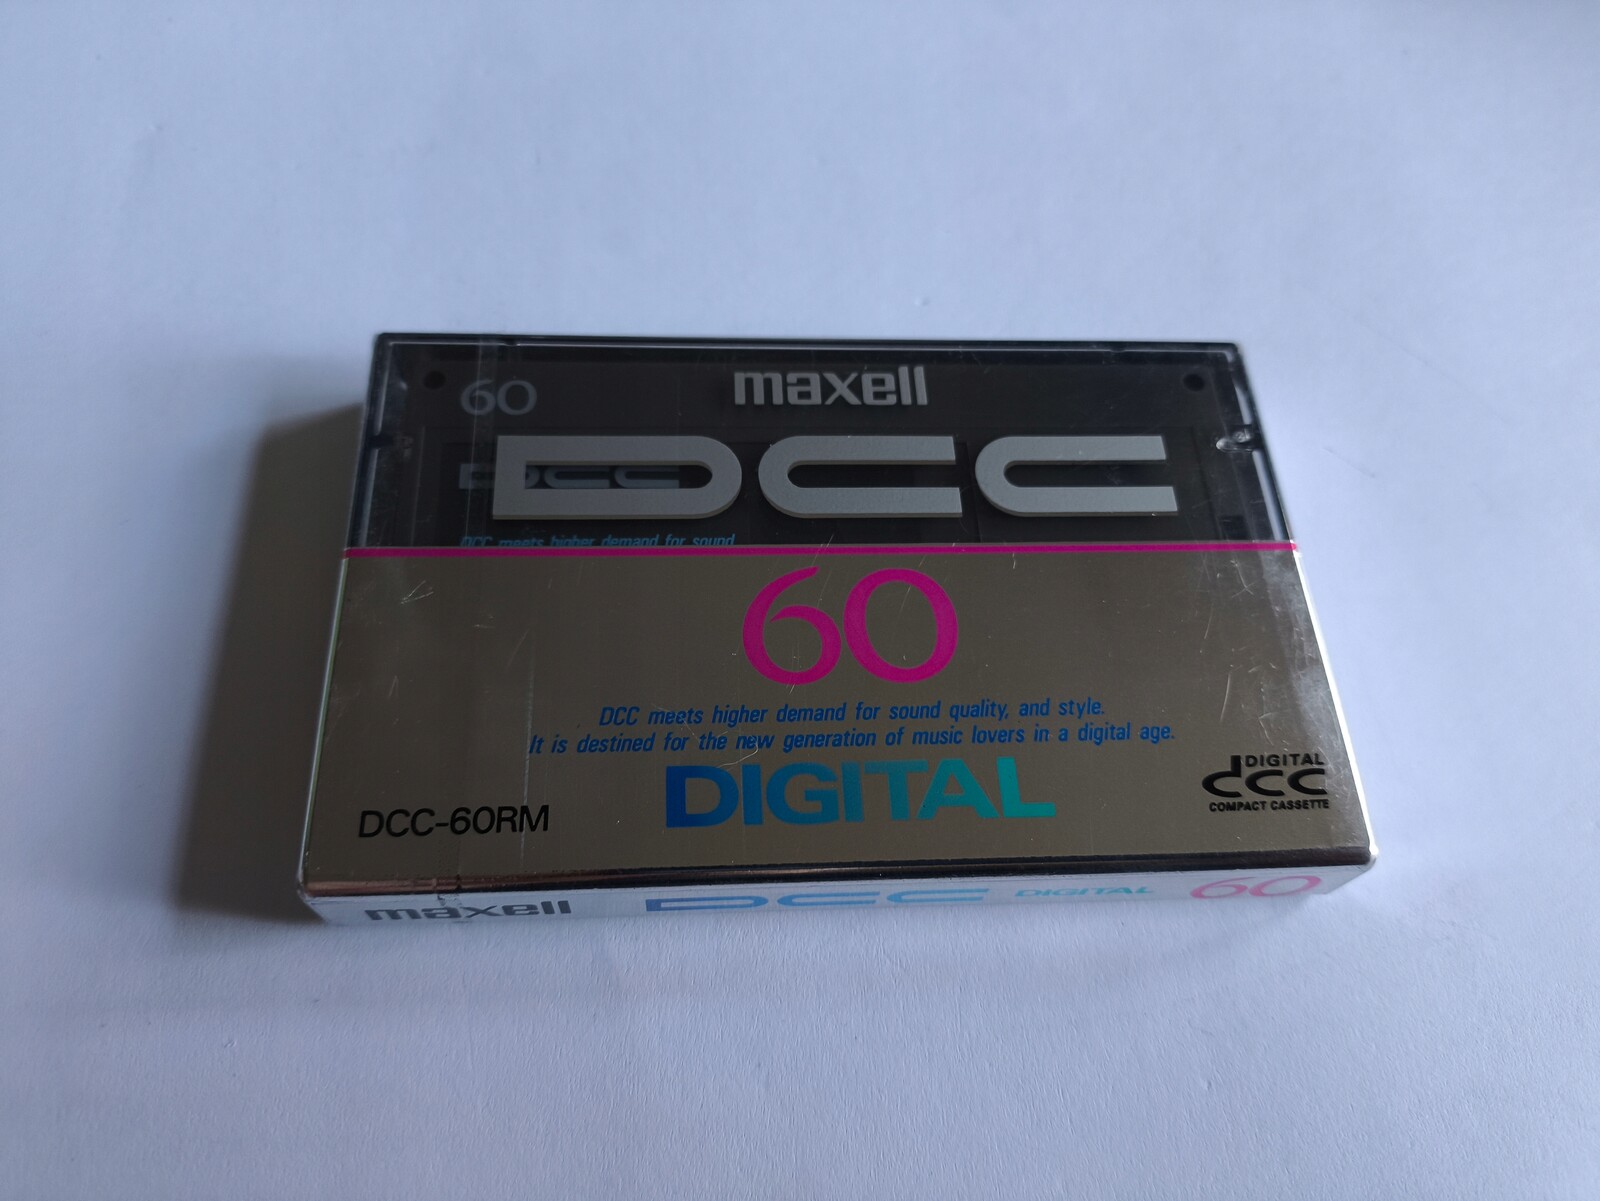 maxell
60
DCC
DCC
DCC meets higher demand for sound
60
DCC meets higher demand for sound quality, and style.
It is destined for the new generation of music lovers in a digital age.
DIGITAL
DCC-60RM
DIGITAL
dcc
COMPACT CASSETTE
maxell DCC DIGITAL 60